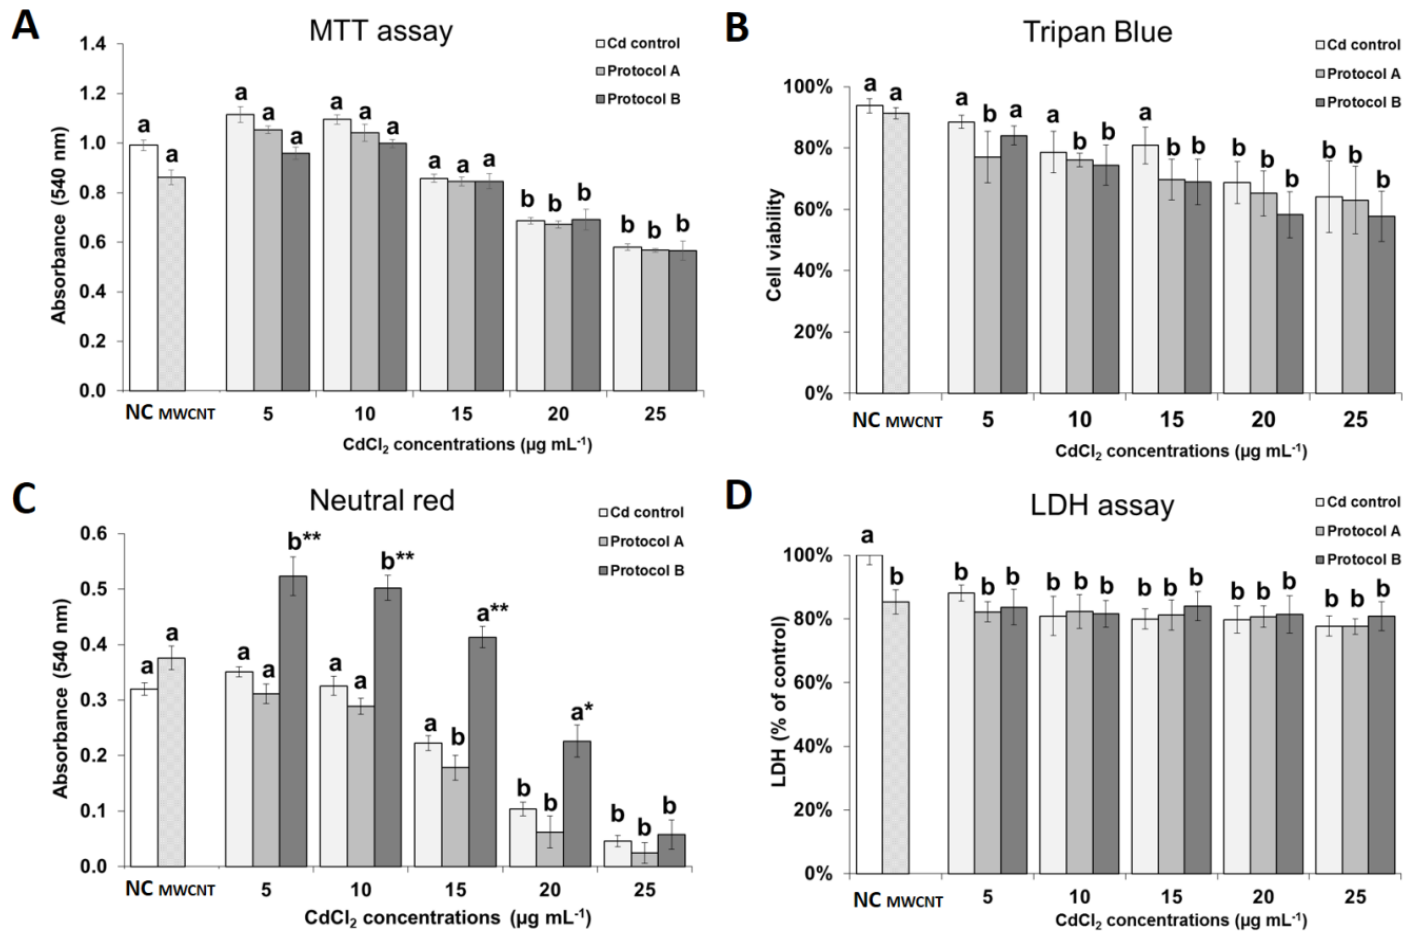 A
MTT assay
Cd control
Protocol A
Protocol B
Absorbance (540 nm)
1.4
1.2
1.0
0.8
0.6
0.4
0.2
0.0
a a a a a a a a a a a b b b b b b
NC MWCNT 5 10 15 20 25
CdCl₂ concentrations (µg mL⁻¹)
B
Tripan Blue
Cd control
Protocol A
Protocol B
Cell viability
100%
80%
60%
40%
20%
0%
a a a b a a b b a b b b b b b b b
NC MWCNT 5 10 15 20 25
CdCl₂ concentrations (µg mL⁻¹)
C
Neutral red
Cd control
Protocol A
Protocol B
Absorbance (540 nm)
0.6
0.5
0.4
0.3
0.2
0.1
0.0
a a a a b** a a b** a b a** b b a* b b b
NC MWCNT 5 10 15 20 25
CdCl₂ concentrations (µg mL⁻¹)
D
LDH assay
Cd control
Protocol A
Protocol B
LDH (% of control)
100%
80%
60%
40%
20%
0%
a b b b b b b b b b b b b b b b b
NC MWCNT 5 10 15 20 25
CdCl₂ concentrations (µg mL⁻¹)